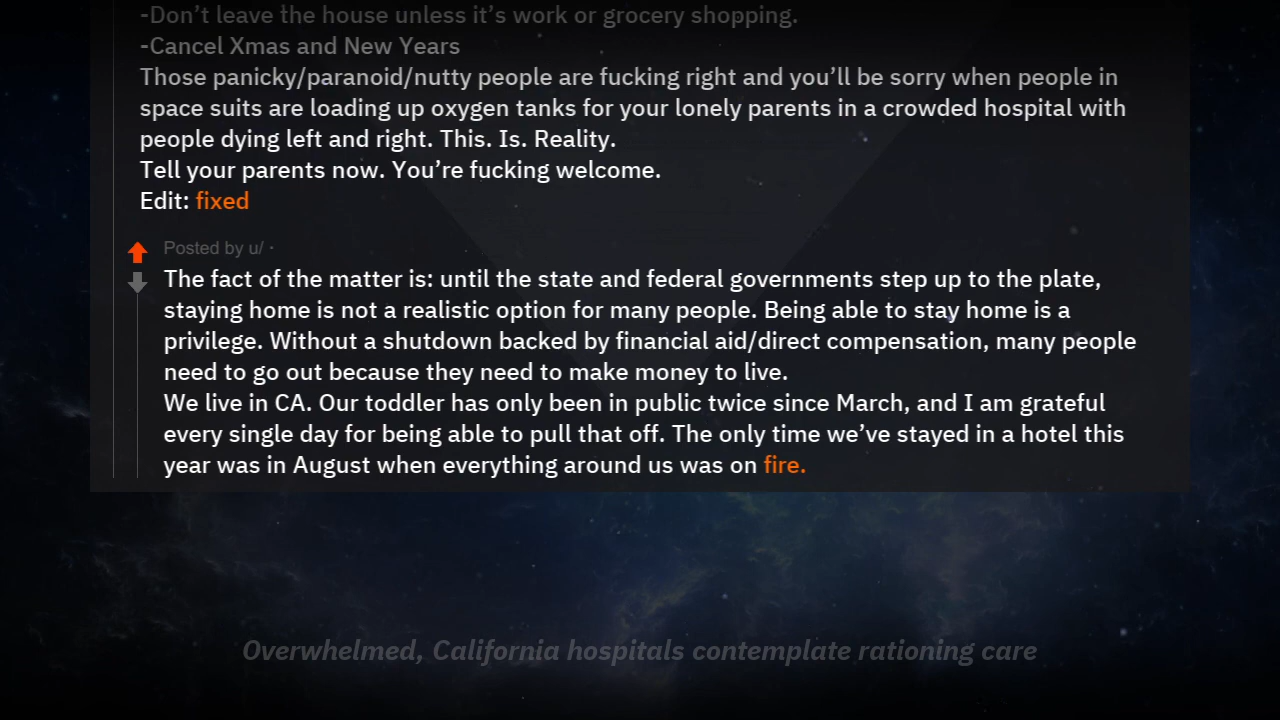 -Don’t leave the house unless it’s work or grocery shopping.
-Cancel Xmas and New Years
Those panicky/paranoid/nutty people are fucking right and you’ll be sorry when people in
space suits are loading up oxygen tanks for your lonely parents in a crowded hospital with
people dying left and right. This. Is. Reality.
Tell your parents now. You’re fucking welcome.
Edit: fixed
Posted by u/ ·
The fact of the matter is: until the state and federal governments step up to the plate,
staying home is not a realistic option for many people. Being able to stay home is a
privilege. Without a shutdown backed by financial aid/direct compensation, many people
need to go out because they need to make money to live.
We live in CA. Our toddler has only been in public twice since March, and I am grateful
every single day for being able to pull that off. The only time we’ve stayed in a hotel this
year was in August when everything around us was on fire.
Overwhelmed, California hospitals contemplate rationing care